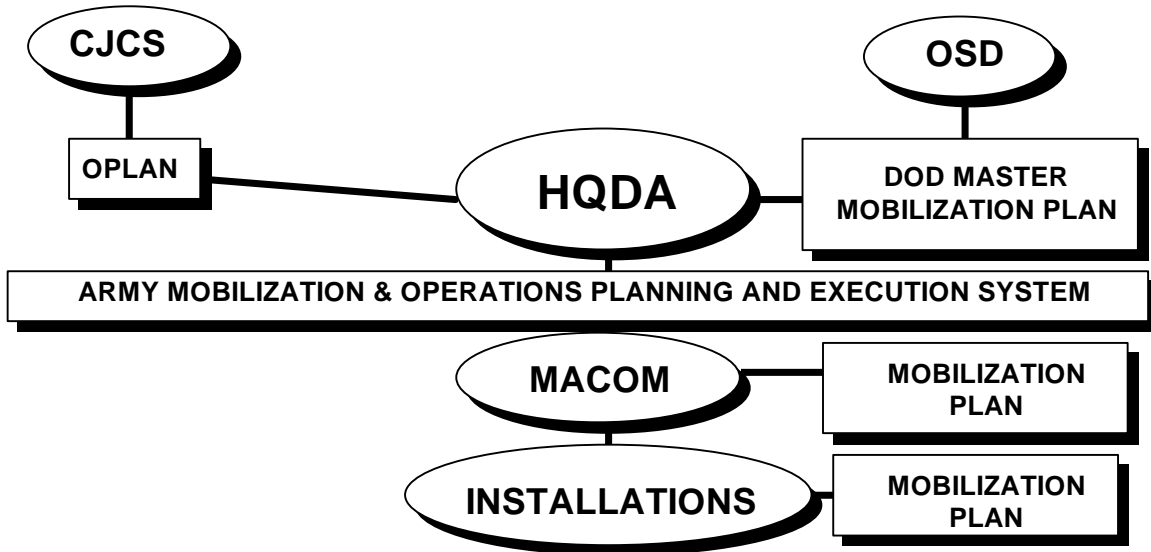 CJCS
OSD
OPLAN
HQDA
DOD MASTER
MOBILIZATION PLAN
ARMY MOBILIZATION & OPERATIONS PLANNING AND EXECUTION SYSTEM
MACOM
MOBILIZATION
PLAN
INSTALLATIONS
MOBILIZATION
PLAN